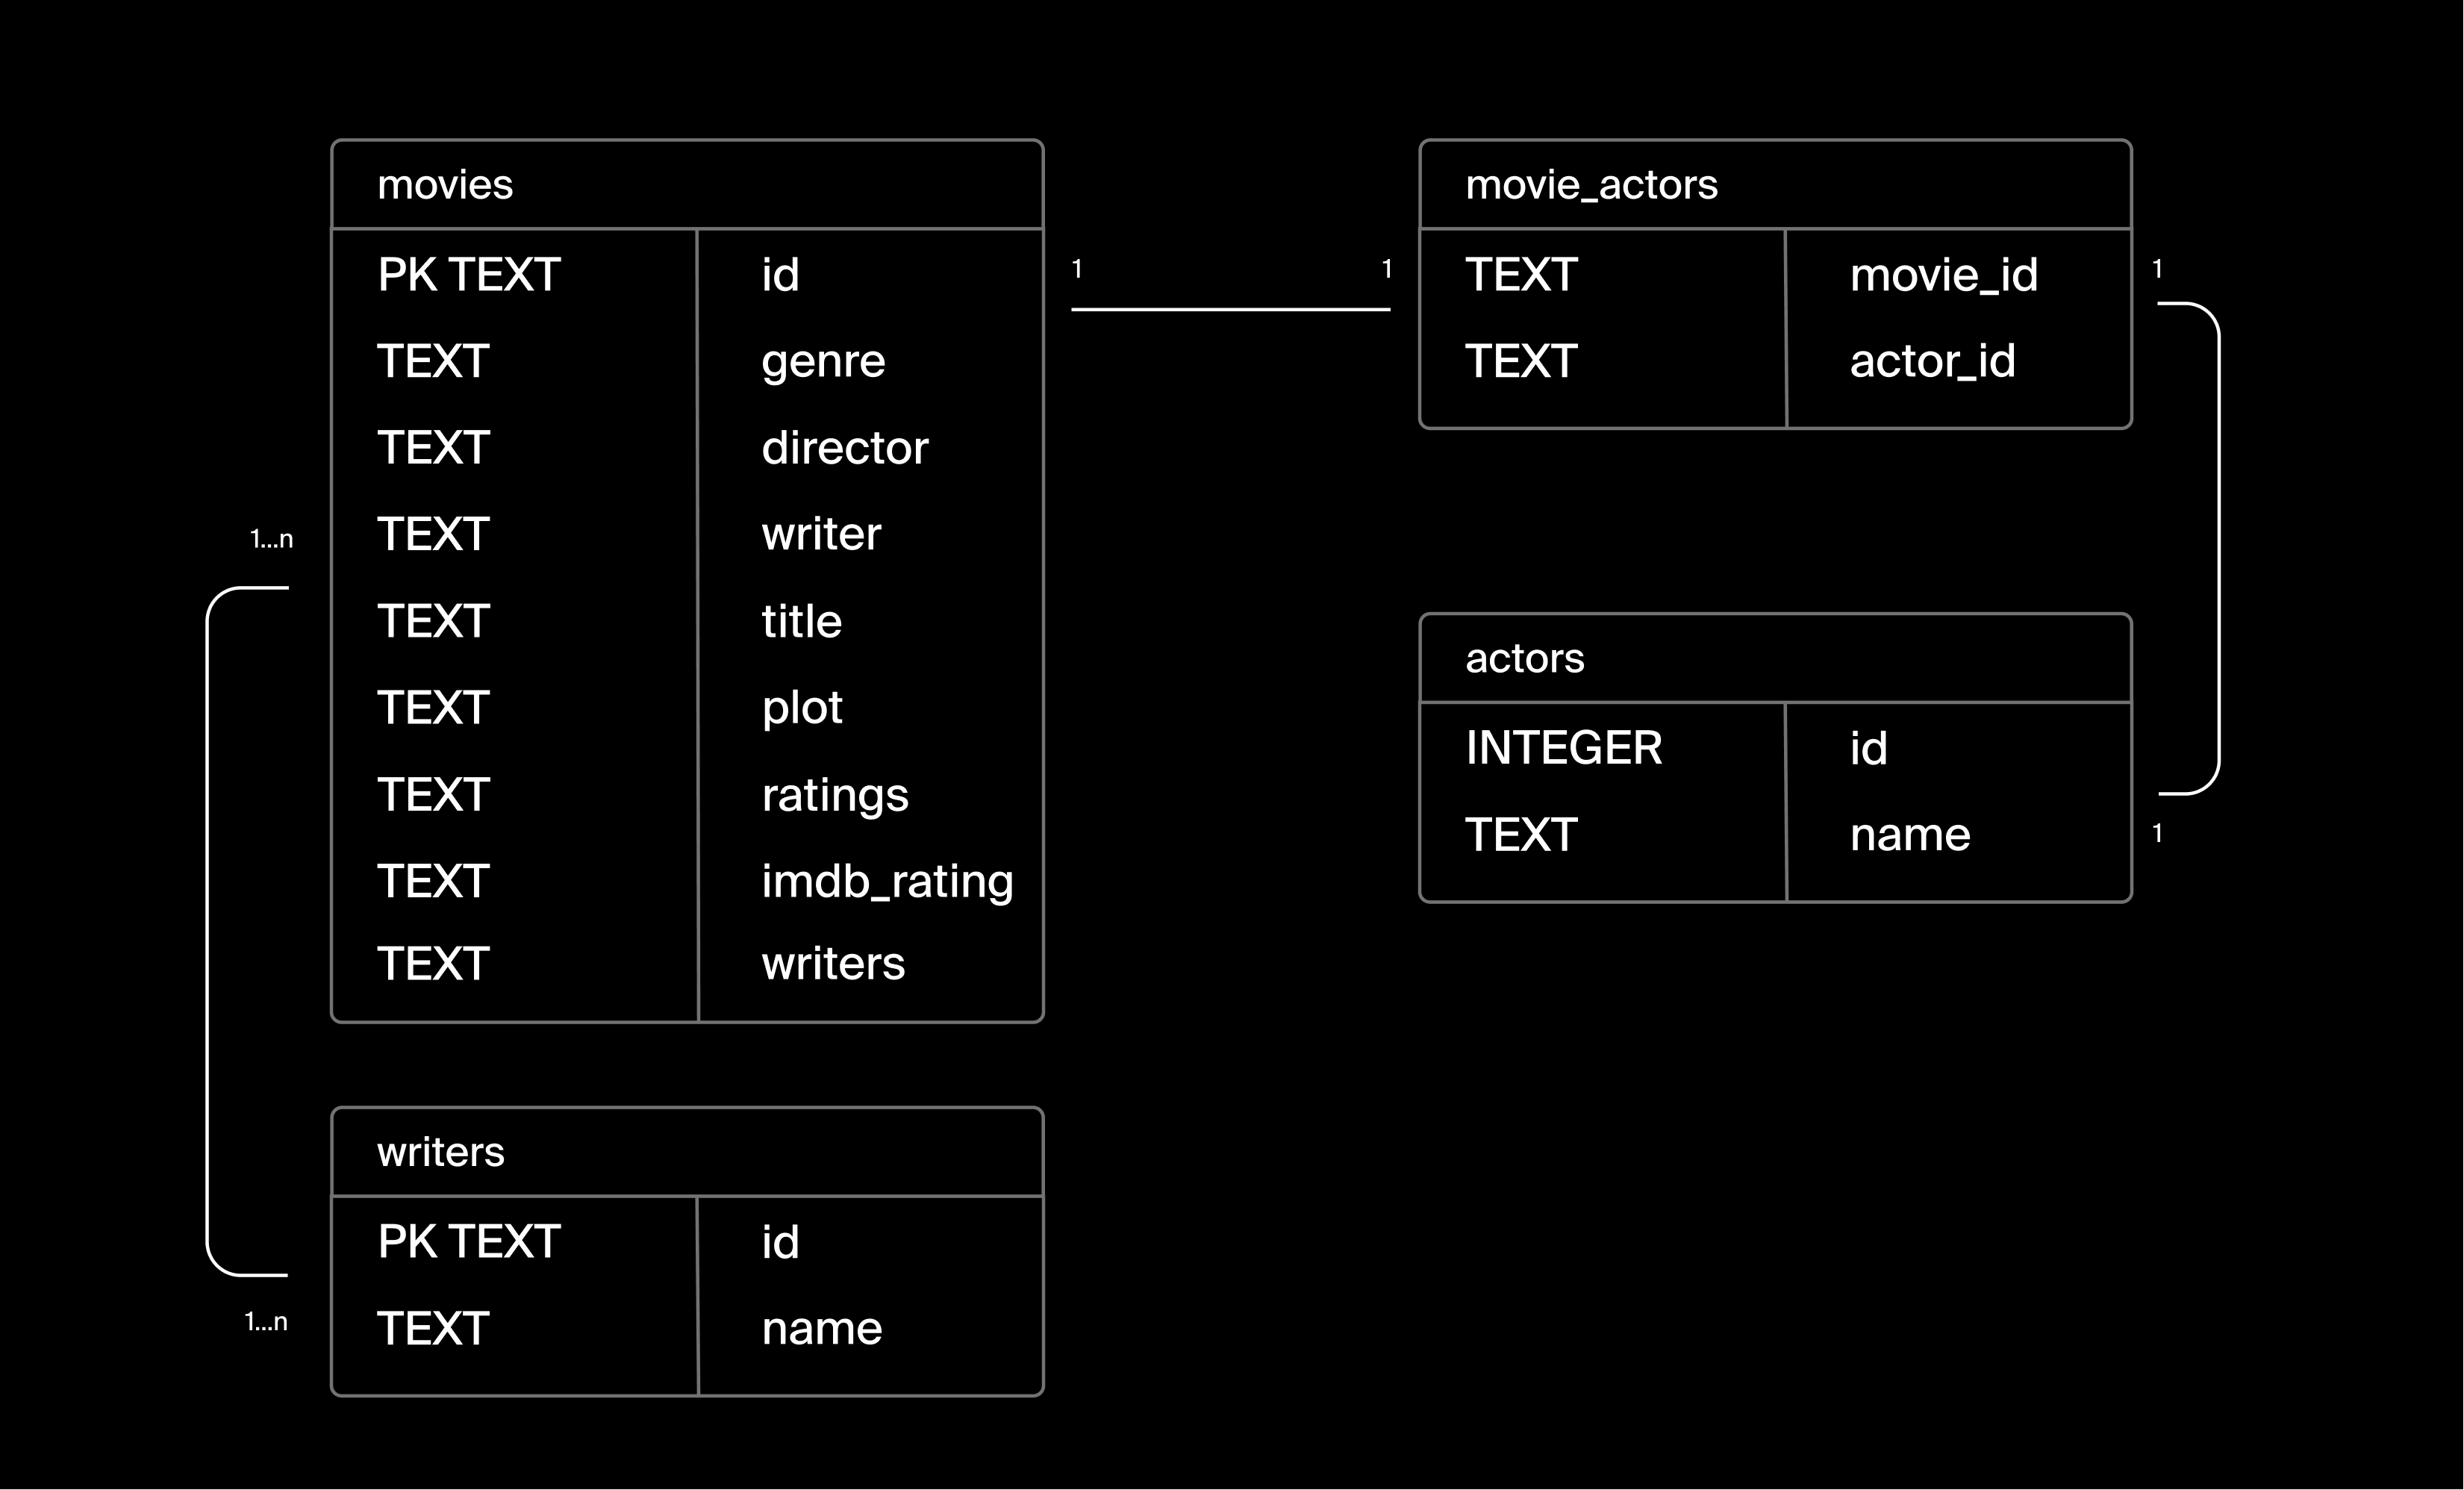 movies
PK TEXT id
TEXT genre
TEXT director
TEXT writer
TEXT title
TEXT plot
TEXT ratings
TEXT imdb_rating
TEXT writers
1...n
1...n
writers
PK TEXT id
TEXT name
1
1
movie_actors
TEXT movie_id
TEXT actor_id
1
1
actors
INTEGER id
TEXT name